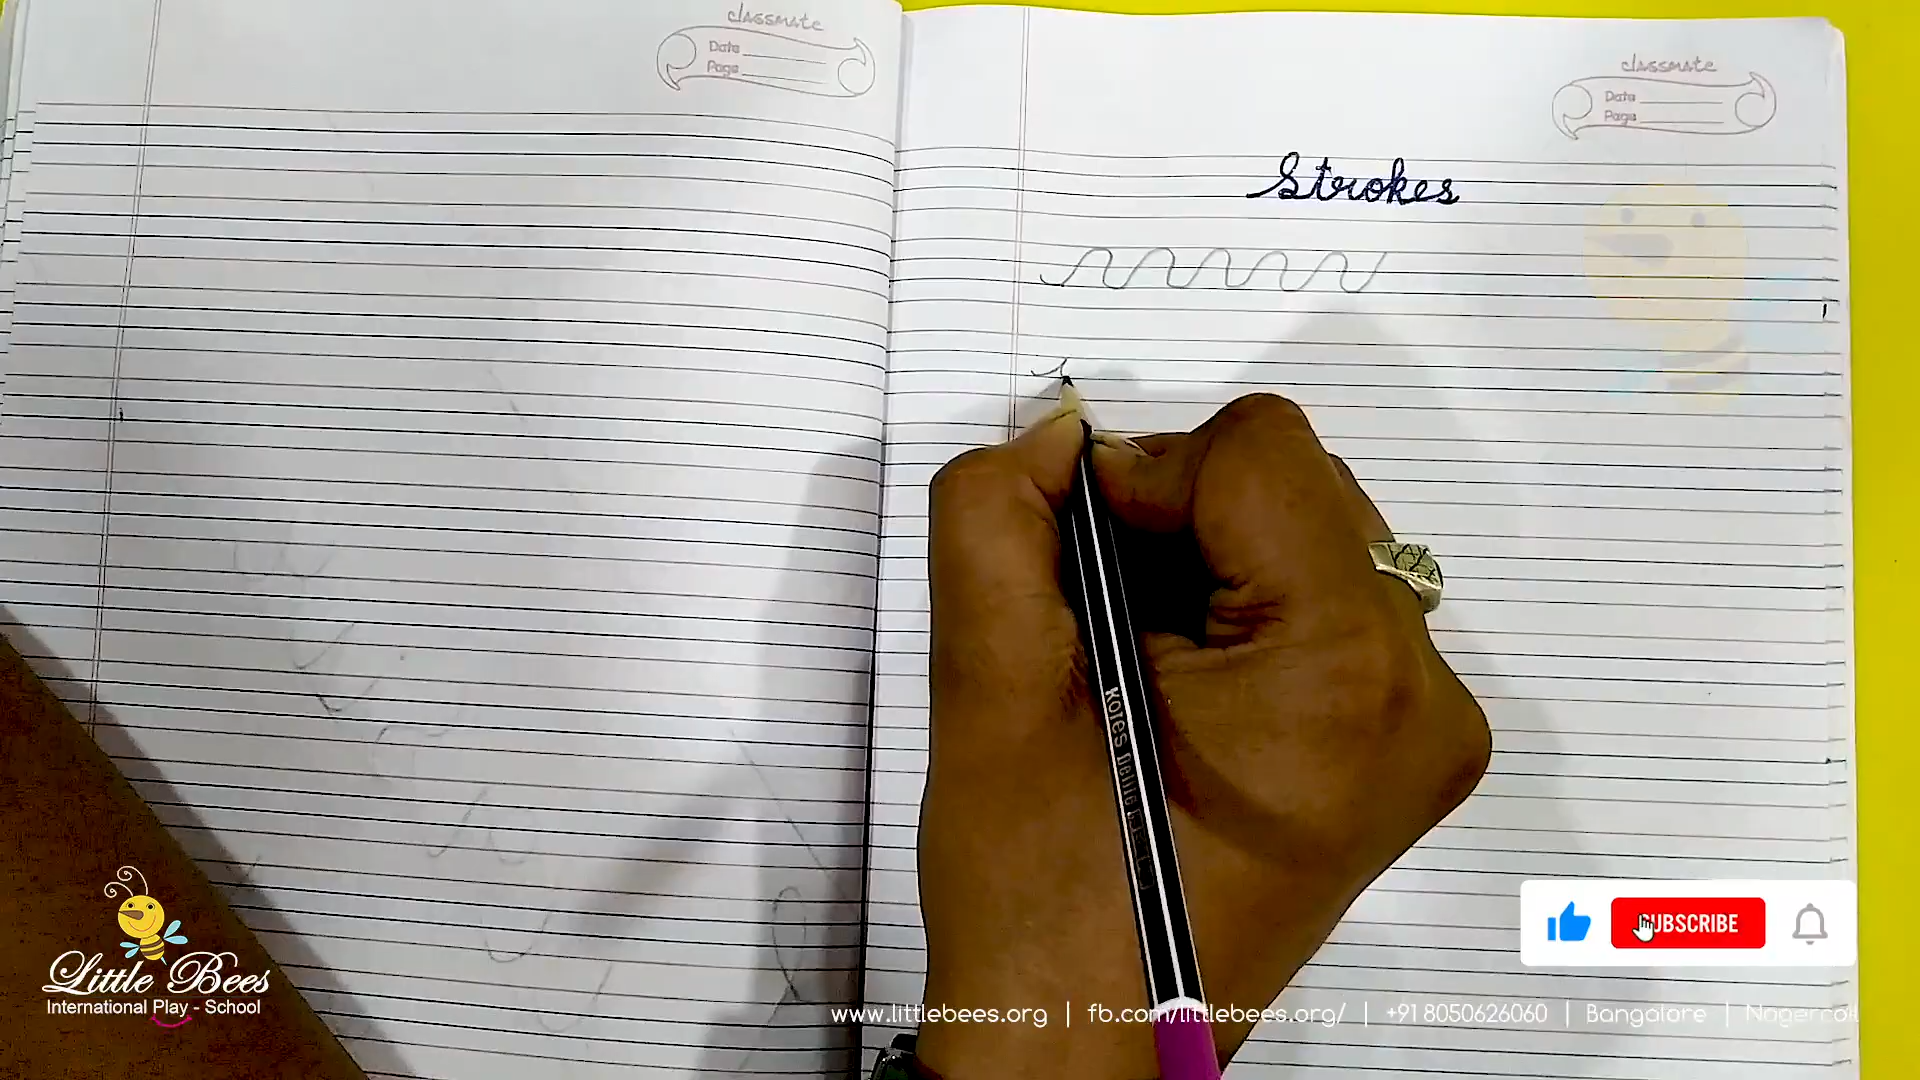 classmate
Date
Page
classmate
Date
Page
Strokes
Kores Delite
SUBSCRIBE
Little Bees
International Play - School
www.littlebees.org | fb.com/littlebees.org/ | +91 8050626060 | Bangalore |